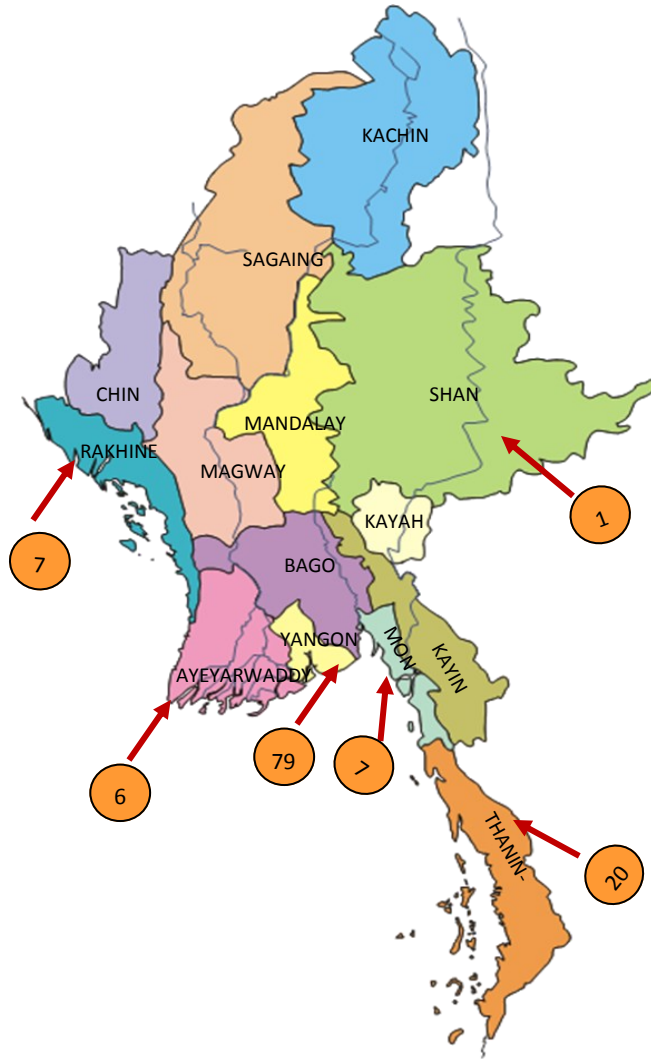 KACHIN
SAGAING
CHIN
MANDALAY
SHAN
RAKHINE
MAGWAY
1
KAYAH
7
BAGO
YANGON
MON
KAYIN
AYEYARWADDY
79
7
6
THANIN-
20